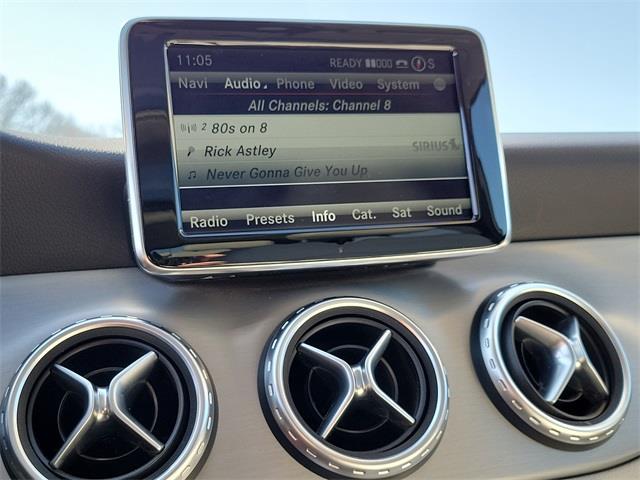 11:05 READY S
Navi Audio Phone Video System
All Channels: Channel 8
2 80s on 8
Rick Astley SIRIUS
Never Gonna Give You Up
Radio Presets Info Cat. Sat Sound